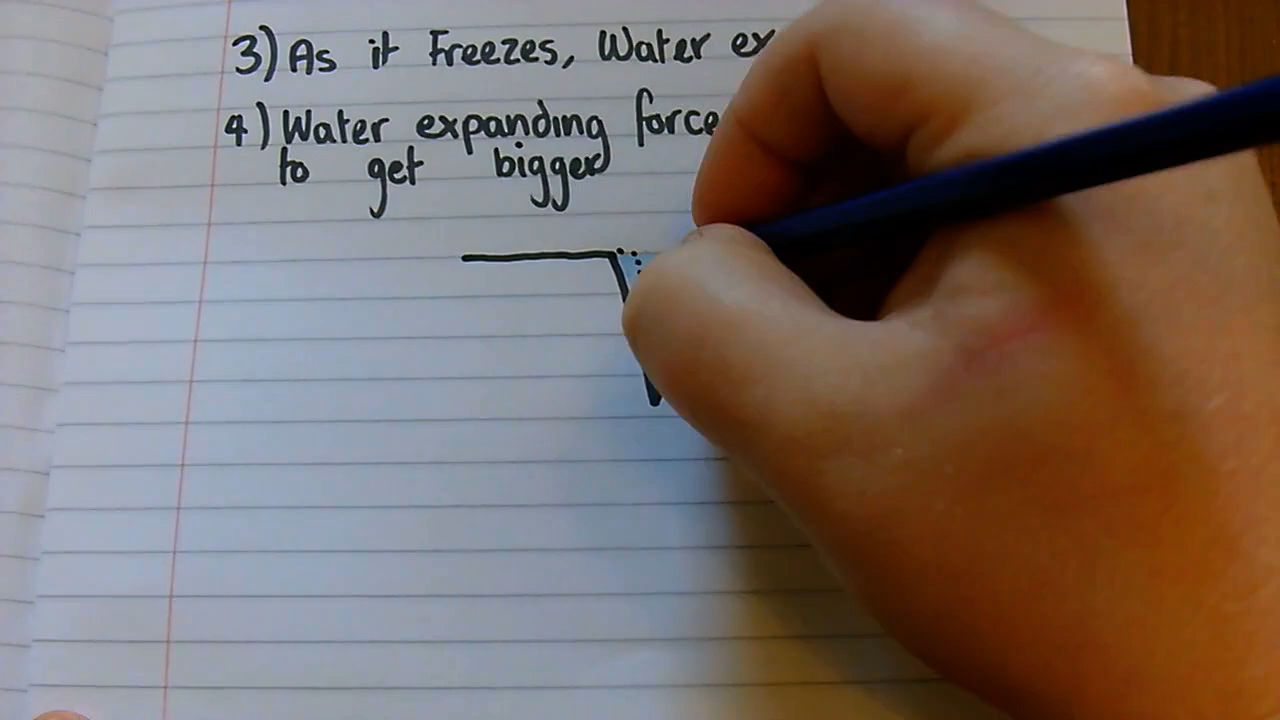 3) As it Freezes, Water ex
4) Water expanding force
to get bigger